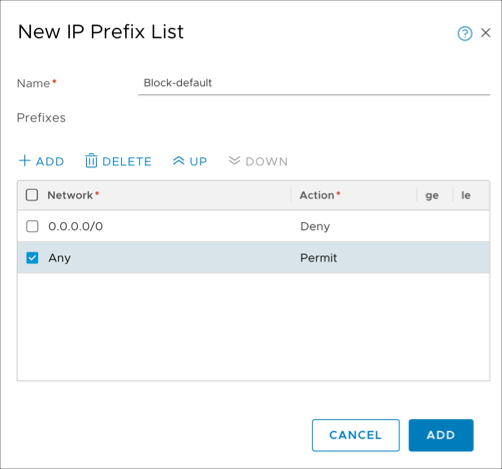 New IP Prefix List
Name*
Block-default
Prefixes
+ ADD DELETE UP DOWN
Network* Action* ge le
0.0.0.0/0 Deny
Any Permit
CANCEL ADD